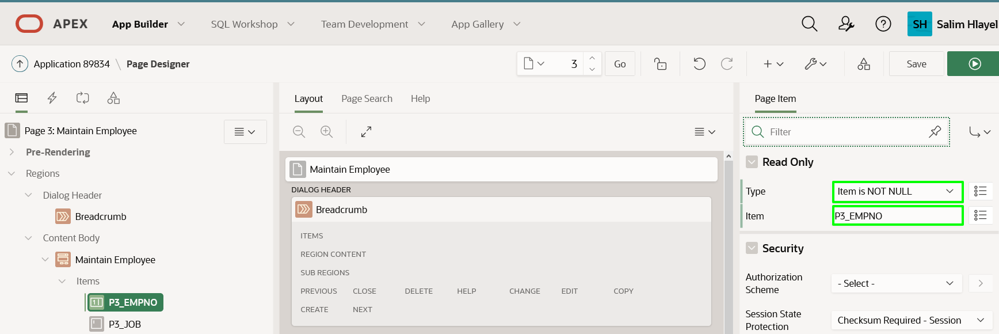 APEX App Builder SQL Workshop Team Development App Gallery SH Salim Hlayel
Application 89834 \ Page Designer 3 Go Save
Layout Page Search Help
Page Item
Page 3: Maintain Employee
Pre-Rendering
Regions
Dialog Header
Breadcrumb
Content Body
Maintain Employee
Items
P3_EMPNO
P3_JOB
Maintain Employee
DIALOG HEADER
Breadcrumb
ITEMS
REGION CONTENT
SUB REGIONS
PREVIOUS CLOSE DELETE HELP CHANGE EDIT COPY
CREATE NEXT
Filter
Read Only
Type Item is NOT NULL
Item P3_EMPNO
Security
Authorization
Scheme
- Select -
Session State
Protection
Checksum Required - Session